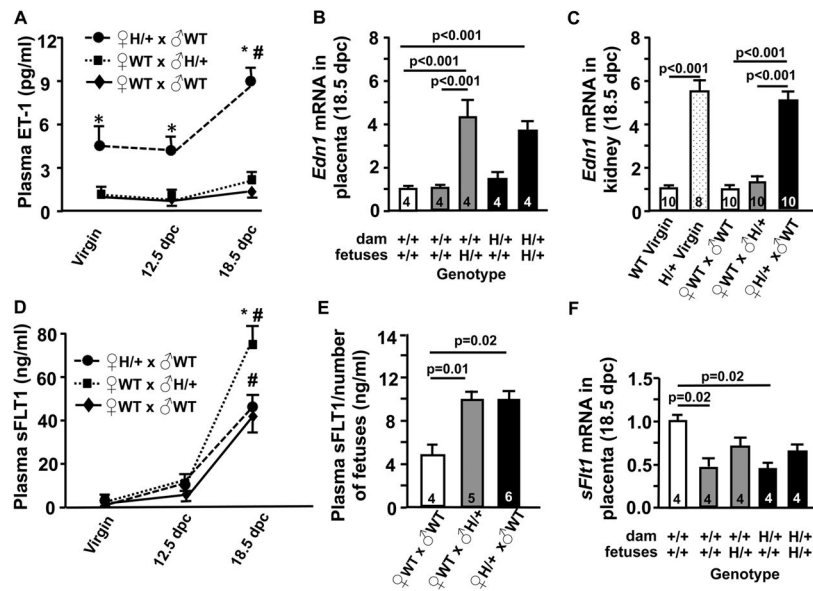 A
♀H/+ x ♂WT
♀WT x ♂H/+
♀WT x ♂WT
Plasma ET-1 (pg/ml)
12
9
6
3
0
*
*
* #
Virgin
12.5 dpc
18.5 dpc
B
Edn1 mRNA in
placenta (18.5 dpc)
p<0.001
p<0.001
p<0.001
8
6
4
2
0
4 4 4 4 4
dam +/+ +/+ +/+ H/+ H/+
fetuses +/+ +/+ H/+ +/+ H/+
Genotype
C
Edn1 mRNA in
kidney (18.5 dpc)
p<0.001
p<0.001
p<0.001
8
6
4
2
0
10 8 10 10 10
WT Virgin
H/+ Virgin
♀WT x ♂WT
♀WT x ♂H/+
♀H/+ x ♂WT
D
♀H/+ x ♂WT
♀WT x ♂H/+
♀WT x ♂WT
Plasma sFLT1 (ng/ml)
80
60
40
20
0
* #
#
Virgin
12.5 dpc
18.5 dpc
E
Plasma sFLT1/number
of fetuses (ng/ml)
p=0.02
p=0.01
14
10
8
6
4
2
0
4 5 6
♀WT x ♂WT
♀WT x ♂H/+
♀H/+ x ♂WT
F
sFlt1 mRNA in
placenta (18.5 dpc)
p=0.02
p=0.02
1.5
1.0
0.5
0.0
4 4 4 4 4
dam +/+ +/+ +/+ H/+ H/+
fetuses +/+ +/+ H/+ +/+ H/+
Genotype